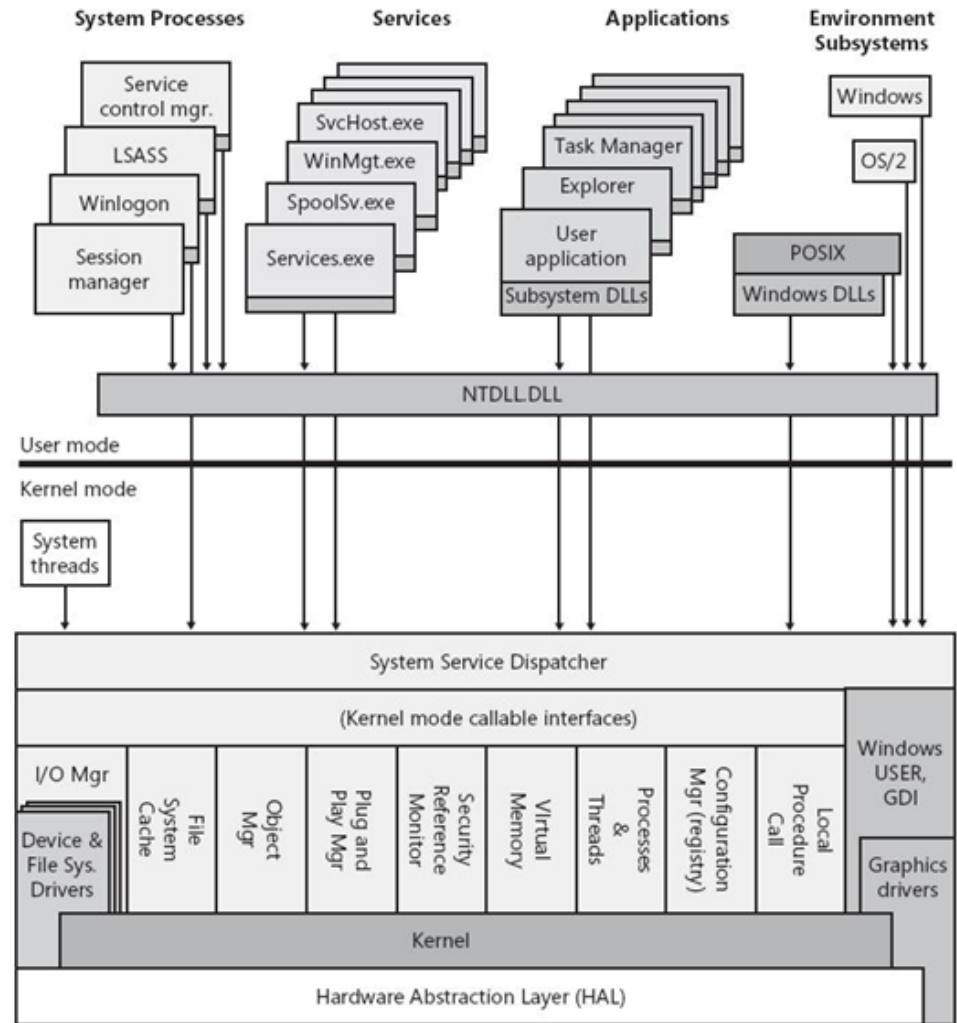 System Processes
Services
Applications
Environment
Subsystems
Service
control mgr.
LSASS
Winlogon
Session
manager
SvcHost.exe
WinMgt.exe
SpoolSv.exe
Services.exe
Task Manager
Explorer
User
application
Subsystem DLLs
Windows
OS/2
POSIX
Windows DLLs
NTDLL.DLL
User mode
Kernel mode
System
threads
System Service Dispatcher
(Kernel mode callable interfaces)
I/O Mgr
Device &
File Sys.
Drivers
File
System
Cache
Object
Mgr
Plug and
Play Mgr
Security
Reference
Monitor
Virtual
Memory
Processes
&
Threads
Configuration
Mgr (registry)
Local
Procedure
Call
Windows
USER,
GDI
Graphics
drivers
Kernel
Hardware Abstraction Layer (HAL)